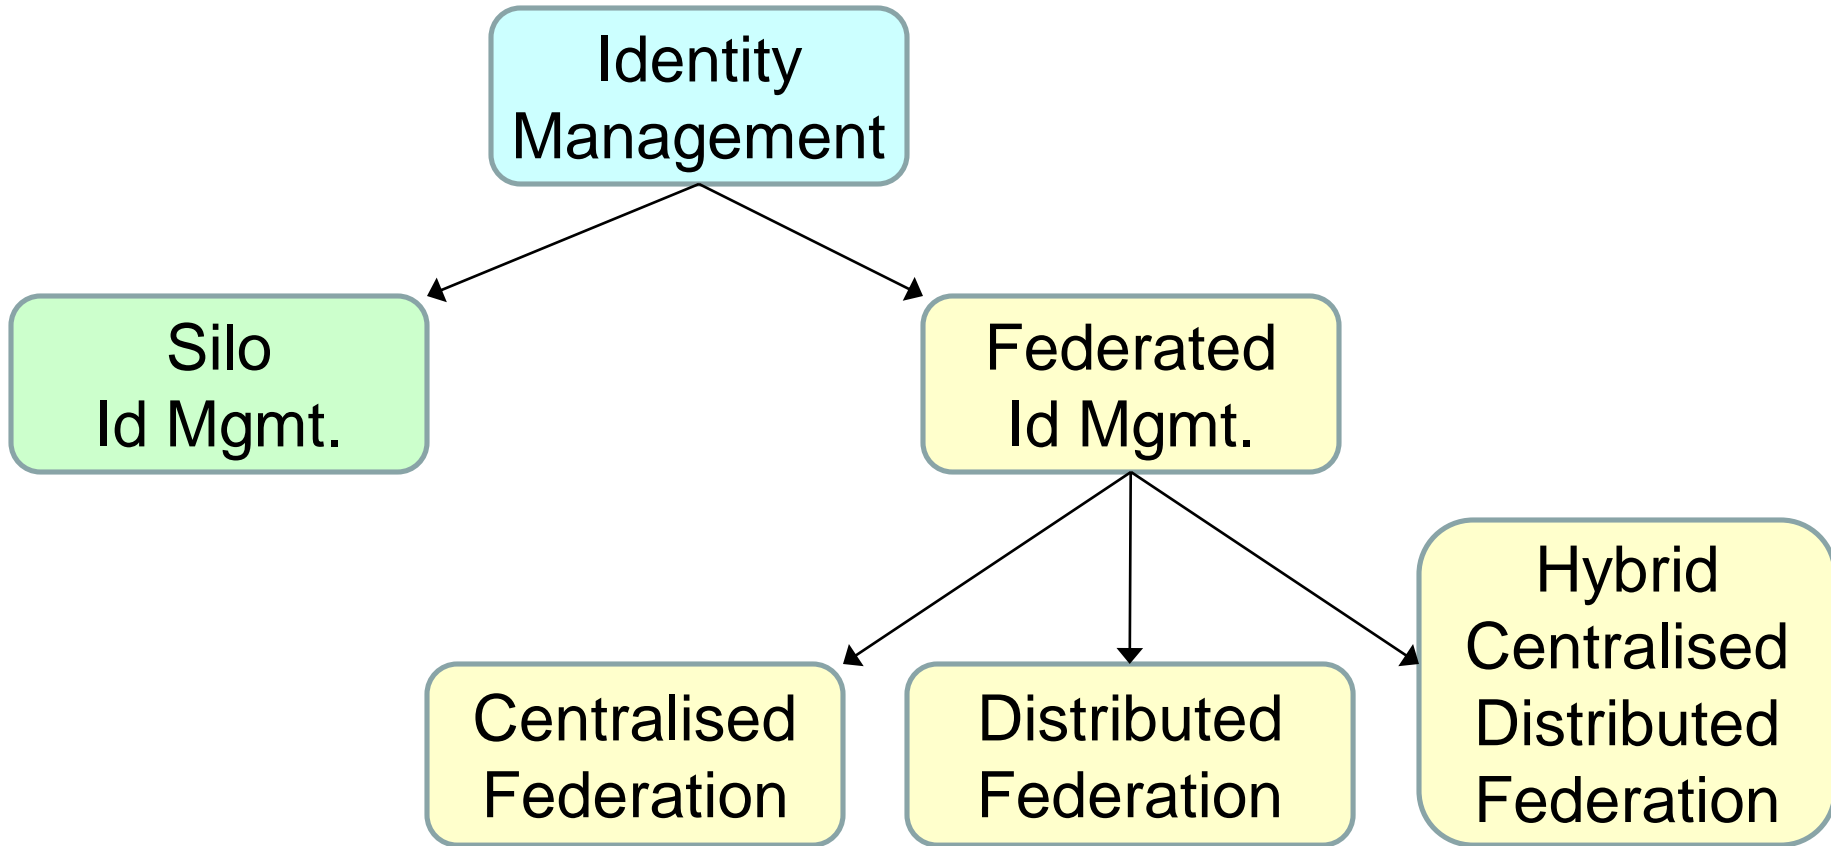 Identity
Management
Silo
Id Mgmt.
Federated
Id Mgmt.
Centralised
Federation
Distributed
Federation
Hybrid
Centralised
Distributed
Federation